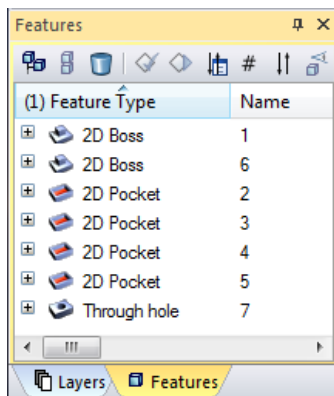 Features
(1) Feature Type Name
2D Boss 1
2D Boss 6
2D Pocket 2
2D Pocket 3
2D Pocket 4
2D Pocket 5
Through hole 7
Layers Features